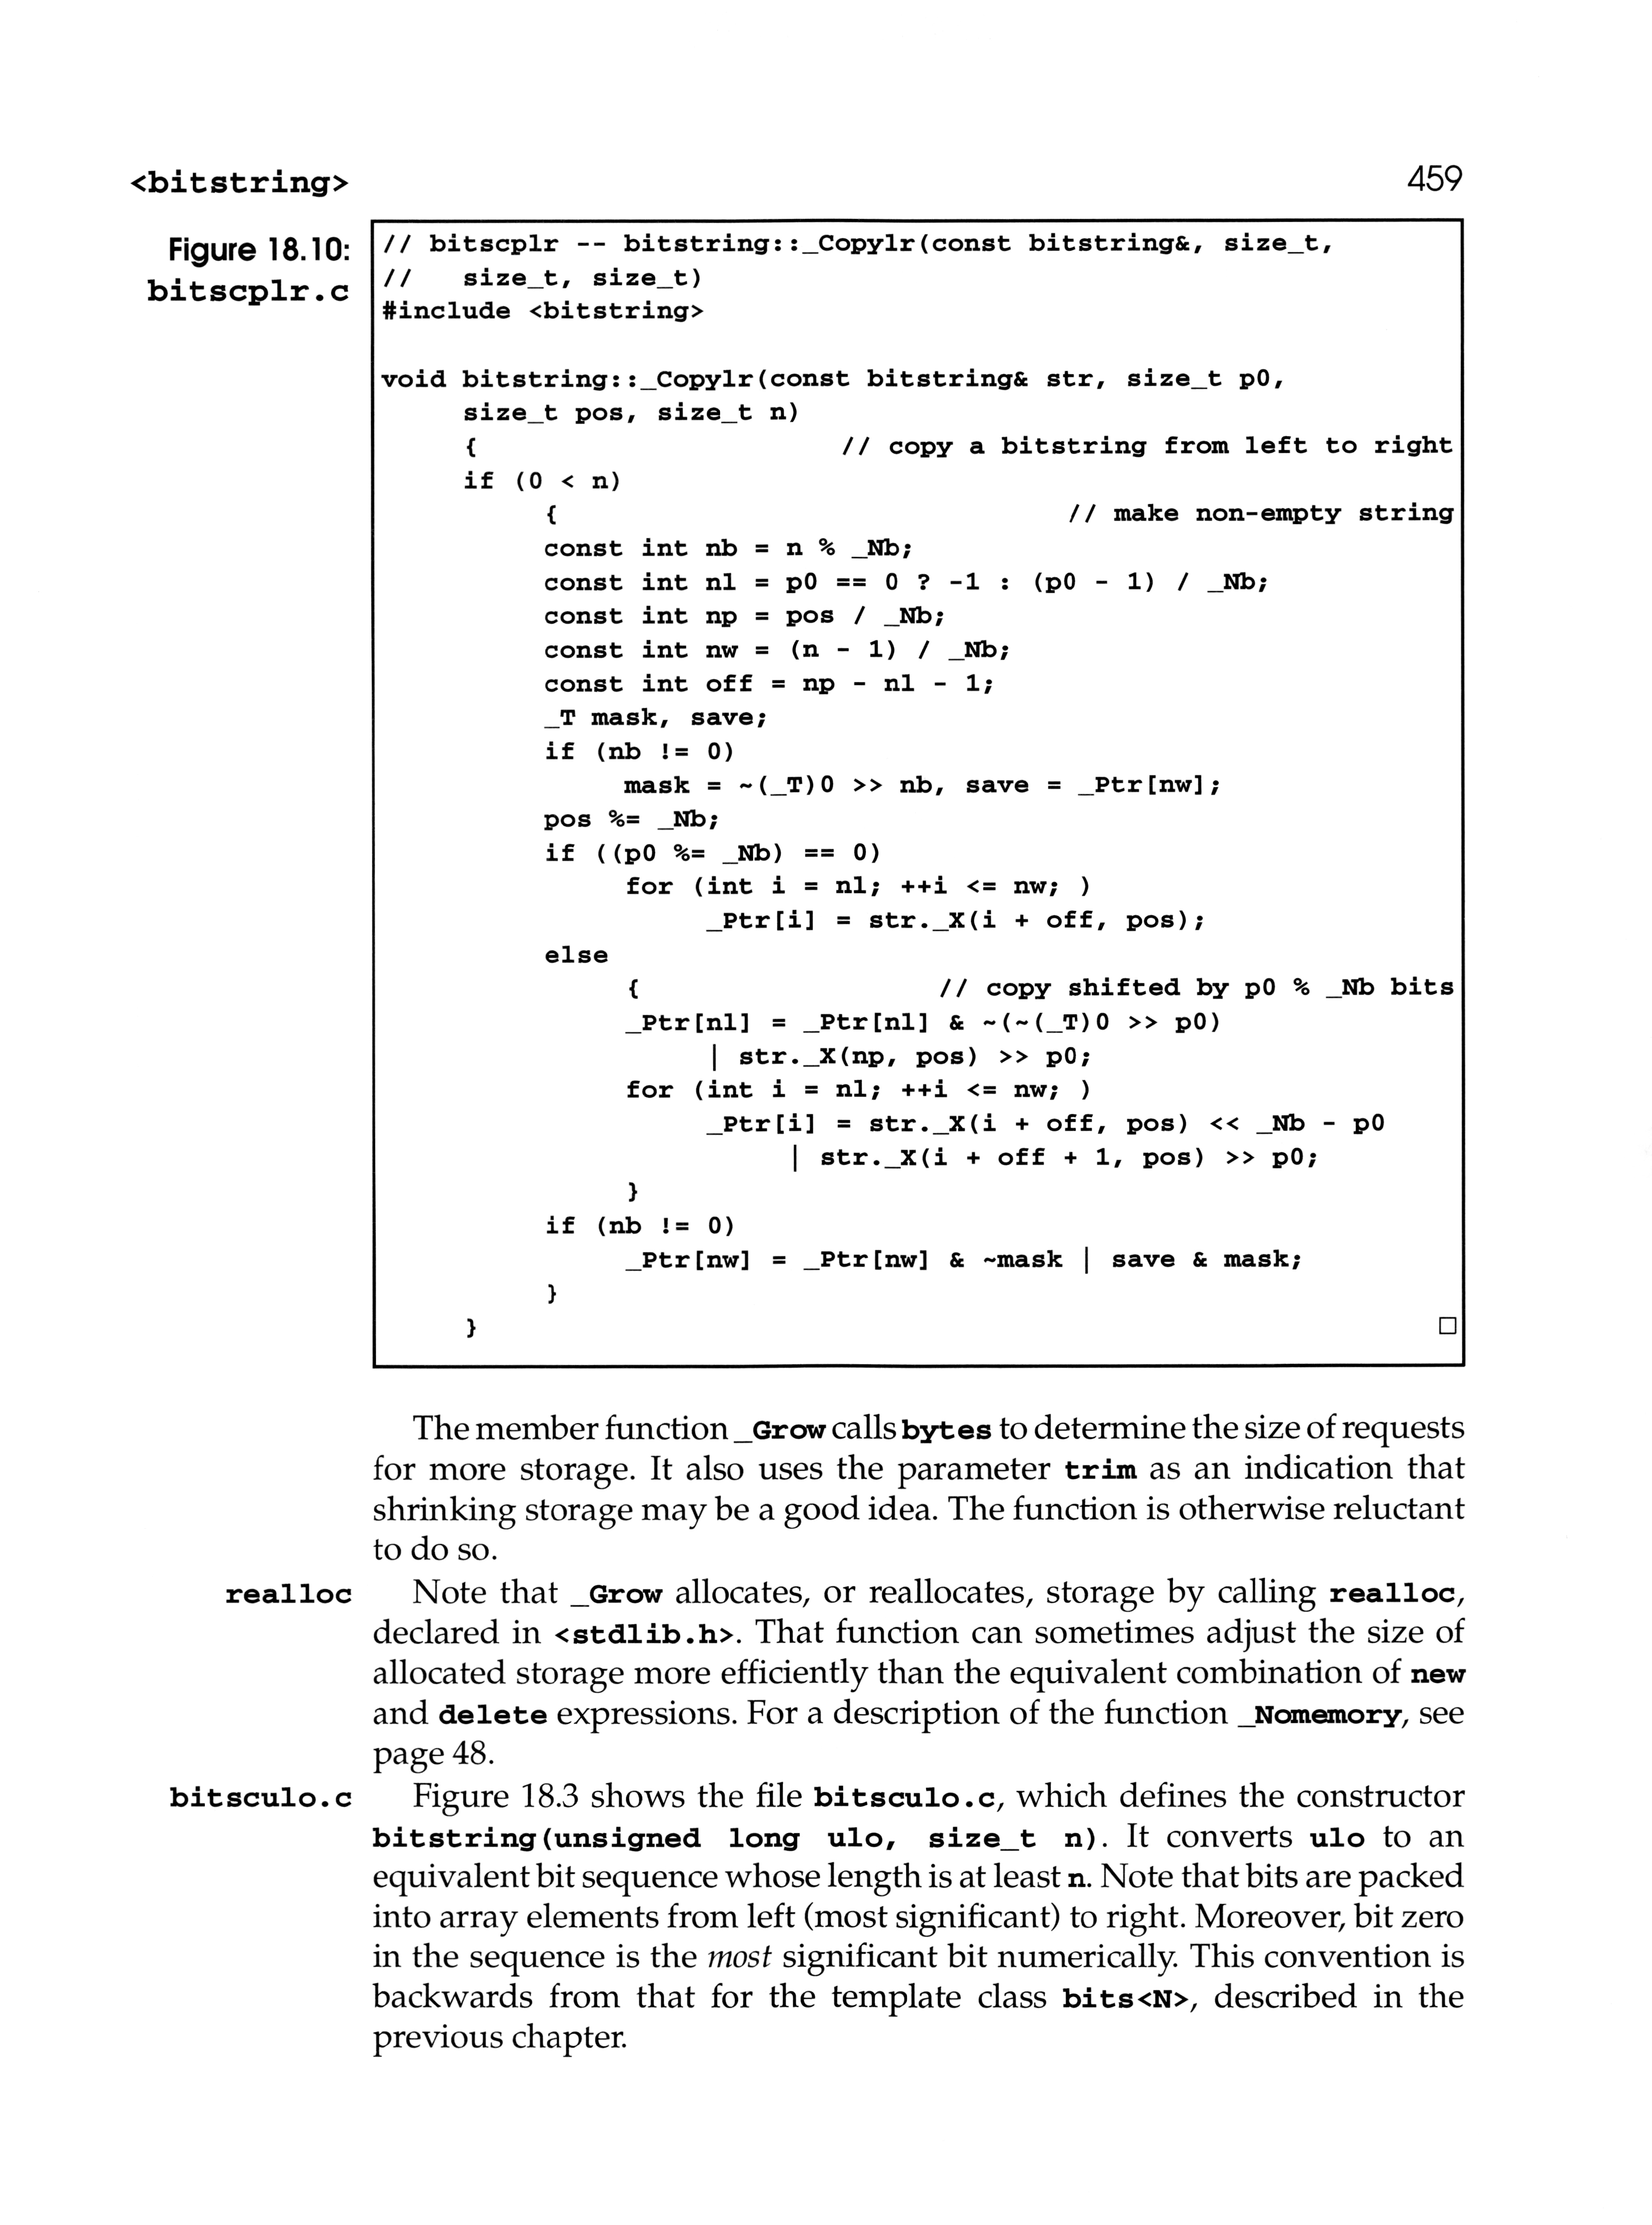 <bitstring>
459
Figure 18.10:
bitscplr.c
// bitscplr -- bitstring::_Copylr(const bitstring&, size_t,
//   size_t, size_t)
#include <bitstring>

void bitstring::_Copylr(const bitstring& str, size_t p0,
     size_t pos, size_t n)
     {                       // copy a bitstring from left to right
     if (0 < n)
          {                                // make non-empty string
          const int nb = n % _Nb;
          const int nl = p0 == 0 ? -1 : (p0 - 1) / _Nb;
          const int np = pos / _Nb;
          const int nw = (n - 1) / _Nb;
          const int off = np - nl - 1;
          _T mask, save;
          if (nb != 0)
               mask = ~(_T)0 >> nb, save = _Ptr[nw];
          pos %= _Nb;
          if ((p0 %= _Nb) == 0)
               for (int i = nl; ++i <= nw; )
                    _Ptr[i] = str._X(i + off, pos);
          else
               {                   // copy shifted by p0 % _Nb bits
               _Ptr[nl] = _Ptr[nl] & ~(~(_T)0 >> p0)
                    | str._X(np, pos) >> p0;
               for (int i = nl; ++i <= nw; )
                    _Ptr[i] = str._X(i + off, pos) << _Nb - p0
                         | str._X(i + off + 1, pos) >> p0;
               }
          if (nb != 0)
               _Ptr[nw] = _Ptr[nw] & ~mask | save & mask;
          }
     }                                                            □
The member function _Grow calls bytes to determine the size of requests
for more storage. It also uses the parameter trim as an indication that
shrinking storage may be a good idea. The function is otherwise reluctant
to do so.
realloc
Note that _Grow allocates, or reallocates, storage by calling realloc,
declared in <stdlib.h>. That function can sometimes adjust the size of
allocated storage more efficiently than the equivalent combination of new
and delete expressions. For a description of the function _Nomemory, see
page 48.
bitsculo.c
Figure 18.3 shows the file bitsculo.c, which defines the constructor
bitstring(unsigned long ulo, size_t n). It converts ulo to an
equivalent bit sequence whose length is at least n. Note that bits are packed
into array elements from left (most significant) to right. Moreover, bit zero
in the sequence is the most significant bit numerically. This convention is
backwards from that for the template class bits<N>, described in the
previous chapter.